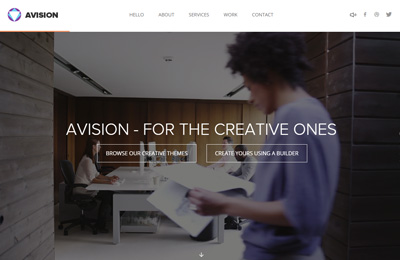 AVISION
HELLO ABOUT SERVICES WORK CONTACT
AVISION - FOR THE CREATIVE ONES
BROWSE OUR CREATIVE THEMES CREATE YOURS USING A BUILDER